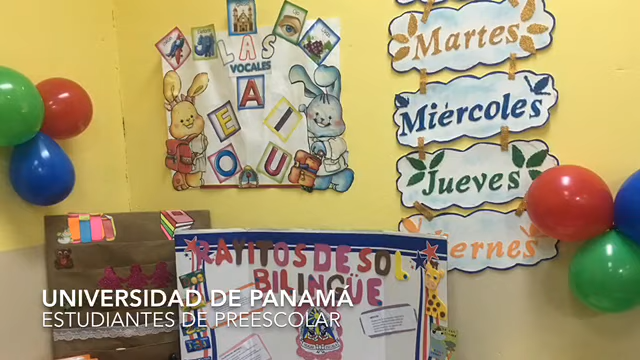 LAS
VOCALES
A
E
I
O
U
Martes
Miércoles
Jueves
iernes
RAYITOS DE SOL
BILINGÜE
UNIVERSIDAD DE PANAMÁ
ESTUDIANTES DE PREESCOLAR